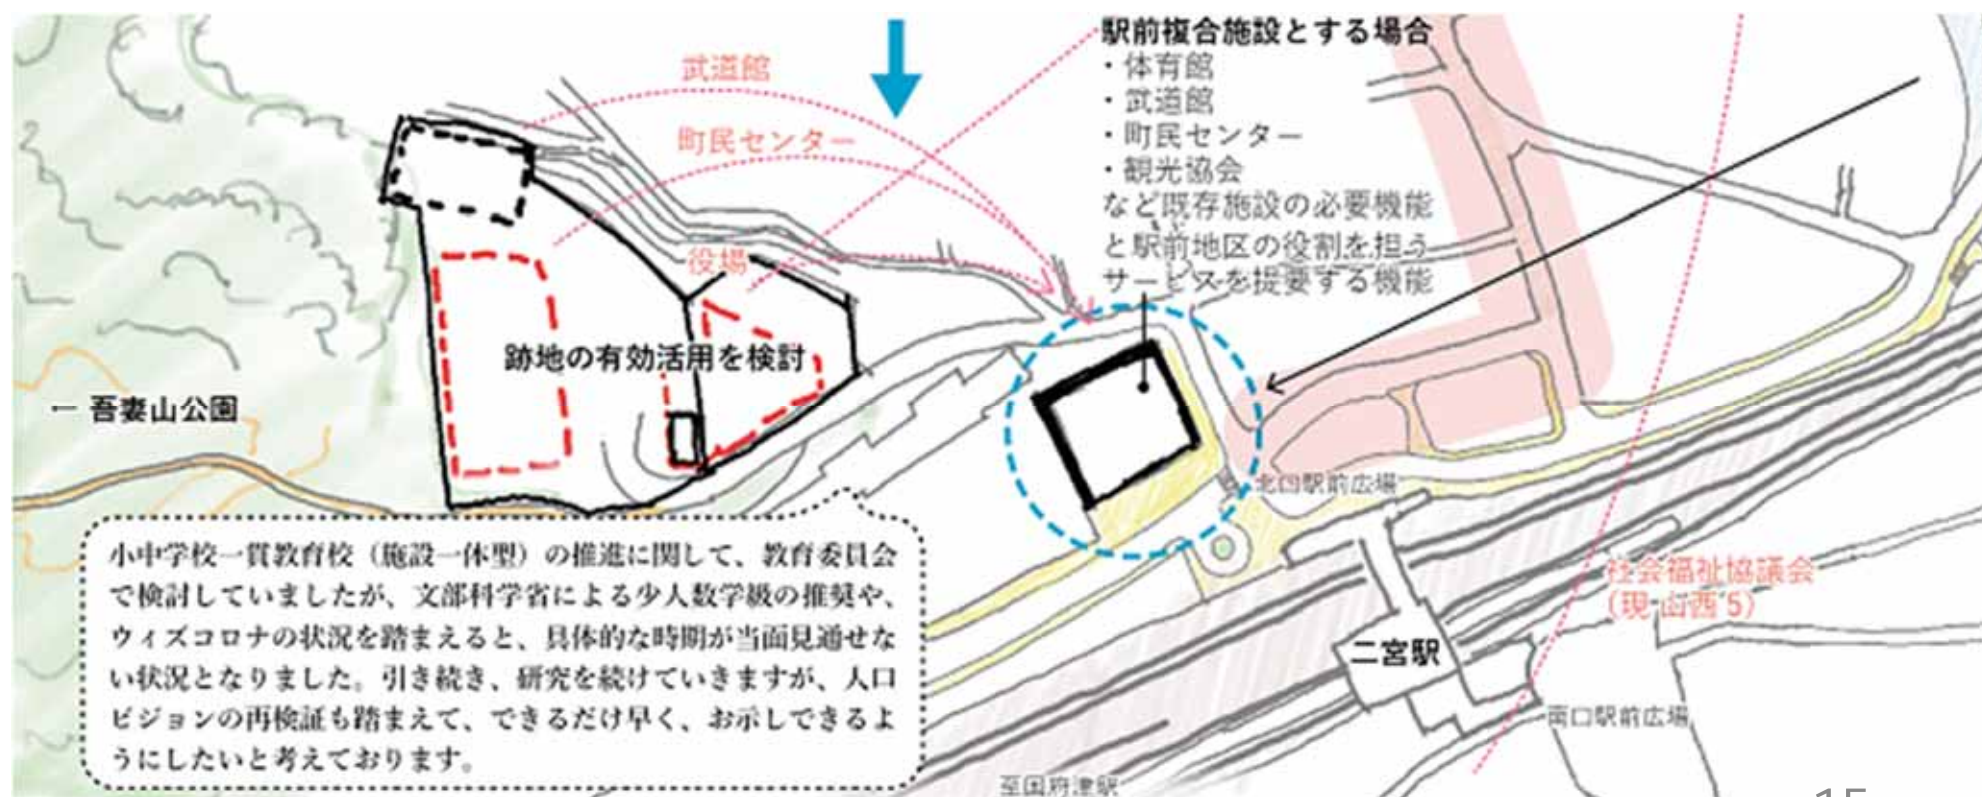 駅前複合施設とする場合
・体育館
・武道館
・町民センター
・観光協会
など既存施設の必要機能
と駅前地区の役割を担う
サービスを提要する機能
武道館
町民センター
役場
跡地の有効活用を検討
← 吾妻山公園
北口駅前広場
小中学校一貫教育校（施設一体型）の推進に関して、教育委員会
で検討していましたが、文部科学省による少人数学級の推奨や、
ウィズコロナの状況を踏まえると、具体的な時期が当面見通せな
い状況となりました。引き続き、研究を続けていきますが、人口
ビジョンの再検証も踏まえて、できるだけ早く、お示しできるよ
うにしたいと考えております。
社会福祉協議会
（現 山西 5）
二宮駅
南口駅前広場
至国府津駅
15